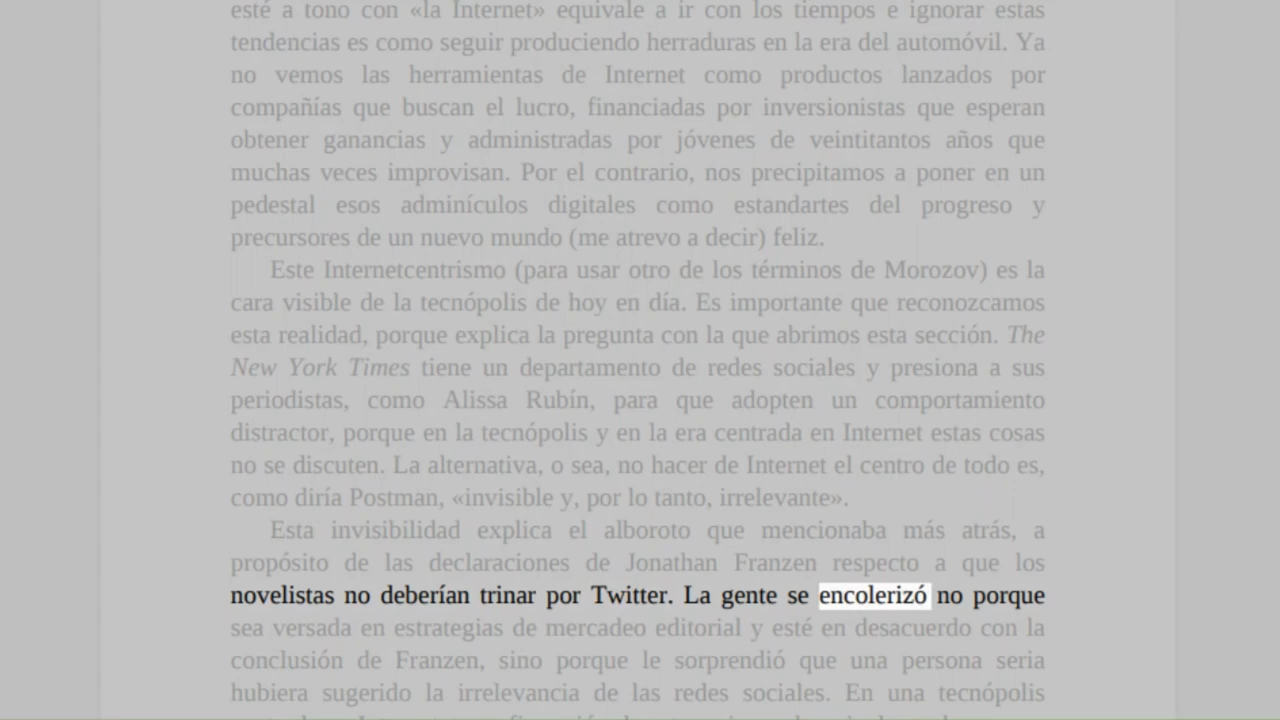 esté a tono con «la Internet» equivale a ir con los tiempos e ignorar estas
tendencias es como seguir produciendo herraduras en la era del automóvil. Ya
no vemos las herramientas de Internet como productos lanzados por
compañías que buscan el lucro, financiadas por inversionistas que esperan
obtener ganancias y administradas por jóvenes de veintitantos años que
muchas veces improvisan. Por el contrario, nos precipitamos a poner en un
pedestal esos adminículos digitales como estandartes del progreso y
precursores de un nuevo mundo (me atrevo a decir) feliz.
Este Internetcentrismo (para usar otro de los términos de Morozov) es la
cara visible de la tecnópolis de hoy en día. Es importante que reconozcamos
esta realidad, porque explica la pregunta con la que abrimos esta sección. The
New York Times tiene un departamento de redes sociales y presiona a sus
periodistas, como Alissa Rubín, para que adopten un comportamiento
distractor, porque en la tecnópolis y en la era centrada en Internet estas cosas
no se discuten. La alternativa, o sea, no hacer de Internet el centro de todo es,
como diría Postman, «invisible y, por lo tanto, irrelevante».
Esta invisibilidad explica el alboroto que mencionaba más atrás, a
propósito de las declaraciones de Jonathan Franzen respecto a que los
novelistas no deberían trinar por Twitter. La gente se encolerizó no porque
sea versada en estrategias de mercadeo editorial y esté en desacuerdo con la
conclusión de Franzen, sino porque le sorprendió que una persona seria
hubiera sugerido la irrelevancia de las redes sociales. En una tecnópolis